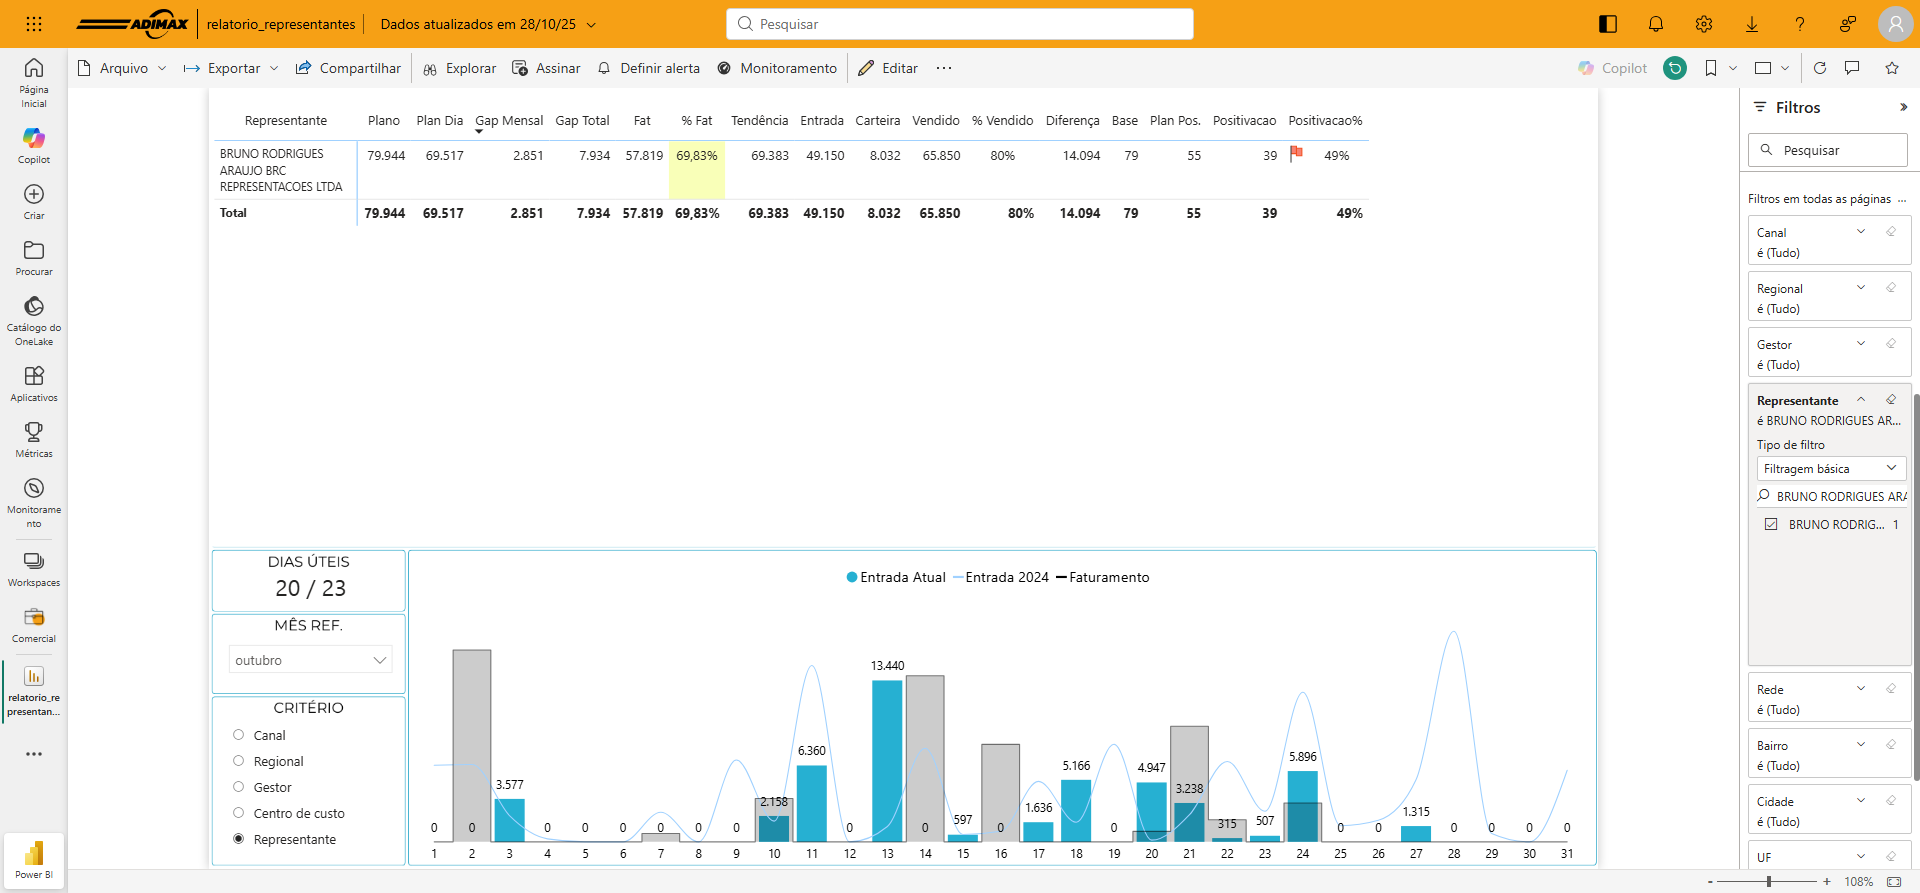 ADIMAX
relatorio_representantes
Dados atualizados em 28/10/25
Pesquisar
Arquivo
Exportar
Compartilhar
Explorar
Assinar
Definir alerta
Monitoramento
Editar
Copilot
Página
Inicial
Copilot
Criar
Procurar
Catálogo do
OneLake
Aplicativos
Métricas
Monitorame
nto
Workspaces
Comercial
relatorio_re
presentan...
Power BI
Representante Plano Plan Dia Gap Mensal Gap Total Fat % Fat Tendência Entrada Carteira Vendido % Vendido Diferença Base Plan Pos. Positivacao Positivacao%
BRUNO RODRIGUES
ARAUJO BRC
REPRESENTACOES LTDA
79.944 69.517 2.851 7.934 57.819 69,83% 69.383 49.150 8.032 65.850 80% 14.094 79 55 39 49%
Total 79.944 69.517 2.851 7.934 57.819 69,83% 69.383 49.150 8.032 65.850 80% 14.094 79 55 39 49%
DIAS ÚTEIS
20 / 23
MÊS REF.
outubro
CRITÉRIO
Canal
Regional
Gestor
Centro de custo
Representante
Entrada Atual Entrada 2024 Faturamento
0 0 3.577 0 0 0 0 0 0 2.158 6.360 0 13.440 0 597 0 1.636 5.166 0 4.947 3.238 315 507 5.896 0 0 1.315 0 0 0 0
1 2 3 4 5 6 7 8 9 10 11 12 13 14 15 16 17 18 19 20 21 22 23 24 25 26 27 28 29 30 31
Filtros
Pesquisar
Filtros em todas as páginas ...
Canal
é (Tudo)
Regional
é (Tudo)
Gestor
é (Tudo)
Representante
é BRUNO RODRIGUES AR...
Tipo de filtro
Filtragem básica
BRUNO RODRIGUES ARA
BRUNO RODRIG... 1
Rede
é (Tudo)
Bairro
é (Tudo)
Cidade
é (Tudo)
UF
- + 108%